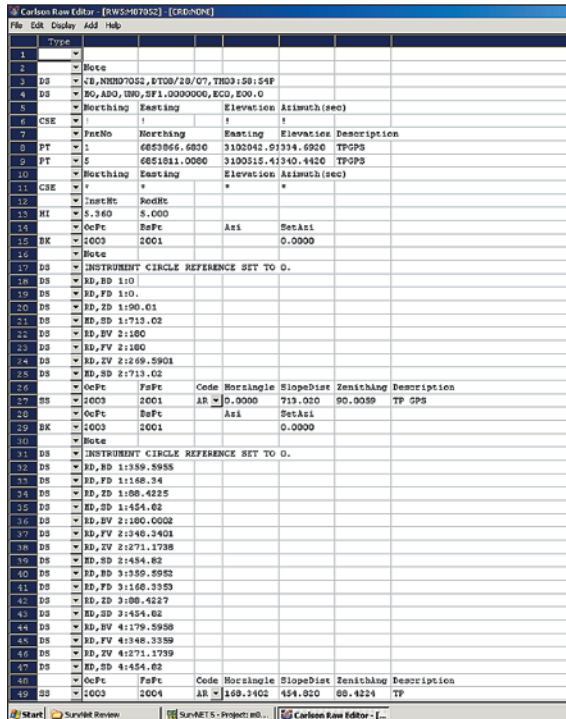 Carlson Raw Editor - [RW5:M07052] - [CRD:NONE]
File Edit Display Add Help
Type
1
2 Note
3 DS JB,NMM07052,DT08/28/07,TM03:58:54P
4 DS MO,AD0,UN0,SF1.0000000,EC0,EO0.0
5 Northing Easting Elevation Azimuth(sec)
6 CSE ! ! ! !
7 PntNo Northing Easting Elevation Description
8 PT 1 6853866.6830 3102042.91 334.6920 TPGPS
9 PT 5 6851811.0080 3100515.41 340.4420 TPGPS
10 Northing Easting Elevation Azimuth(sec)
11 CSE * * * *
12 InstHt RodHt
13 HI 5.360 5.000
14 OcPt BsPt Azi SetAzi
15 BK 2003 2001 0.0000
16 Note
17 DS INSTRUMENT CIRCLE REFERENCE SET TO 0.
18 DS RD,BD 1:0
19 DS RD,FD 1:0.
20 DS RD,ZD 1:90.01
21 DS MD,SD 1:713.02
22 DS RD,BV 2:180
23 DS RD,FV 2:180
24 DS RD,ZV 2:269.5901
25 DS MD,SD 2:713.02
26 OcPt FsPt Code HorzAngle SlopeDist ZenithAng Description
27 SS 2003 2001 AR 0.0000 713.020 90.0059 TP GPS
28 OcPt BsPt Azi SetAzi
29 BK 2003 2001 0.0000
30 Note
31 DS INSTRUMENT CIRCLE REFERENCE SET TO 0.
32 DS RD,BD 1:359.5955
33 DS RD,FD 1:168.34
34 DS RD,ZD 1:88.4225
35 DS MD,SD 1:454.82
36 DS RD,BV 2:180.0002
37 DS RD,FV 2:348.3401
38 DS RD,ZV 2:271.1738
39 DS MD,SD 2:454.82
40 DS RD,BD 3:359.5952
41 DS RD,FD 3:168.3353
42 DS RD,ZD 3:88.4227
43 DS MD,SD 3:454.82
44 DS RD,BV 4:179.5958
45 DS RD,FV 4:348.3359
46 DS RD,ZV 4:271.1739
47 DS MD,SD 4:454.82
48 OcPt FsPt Code HorzAngle SlopeDist ZenithAng Description
49 SS 2003 2004 AR 168.3402 454.820 88.4224 TP
Start SurvNet Review SurvNET 5 - Project: m0... Carlson Raw Editor - [...